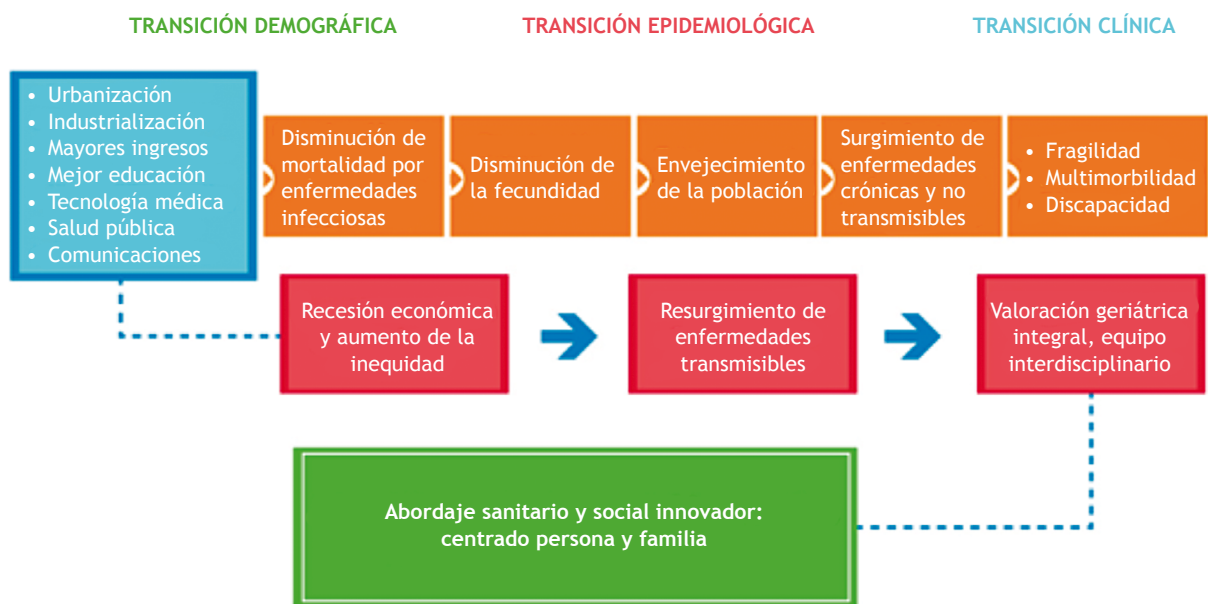 TRANSICIÓN DEMOGRÁFICA
TRANSICIÓN EPIDEMIOLÓGICA
TRANSICIÓN CLÍNICA
• Urbanización
• Industrialización
• Mayores ingresos
• Mejor educación
• Tecnología médica
• Salud pública
• Comunicaciones
Disminución de
mortalidad por
enfermedades
infecciosas
Disminución de
la fecundidad
Envejecimiento
de la población
Surgimiento de
enfermedades
crónicas y no
transmisibles
• Fragilidad
• Multimorbilidad
• Discapacidad
Recesión económica
y aumento de la
inequidad
Resurgimiento de
enfermedades
transmisibles
Valoración geriátrica
integral, equipo
interdisciplinario
Abordaje sanitario y social innovador:
centrado persona y familia